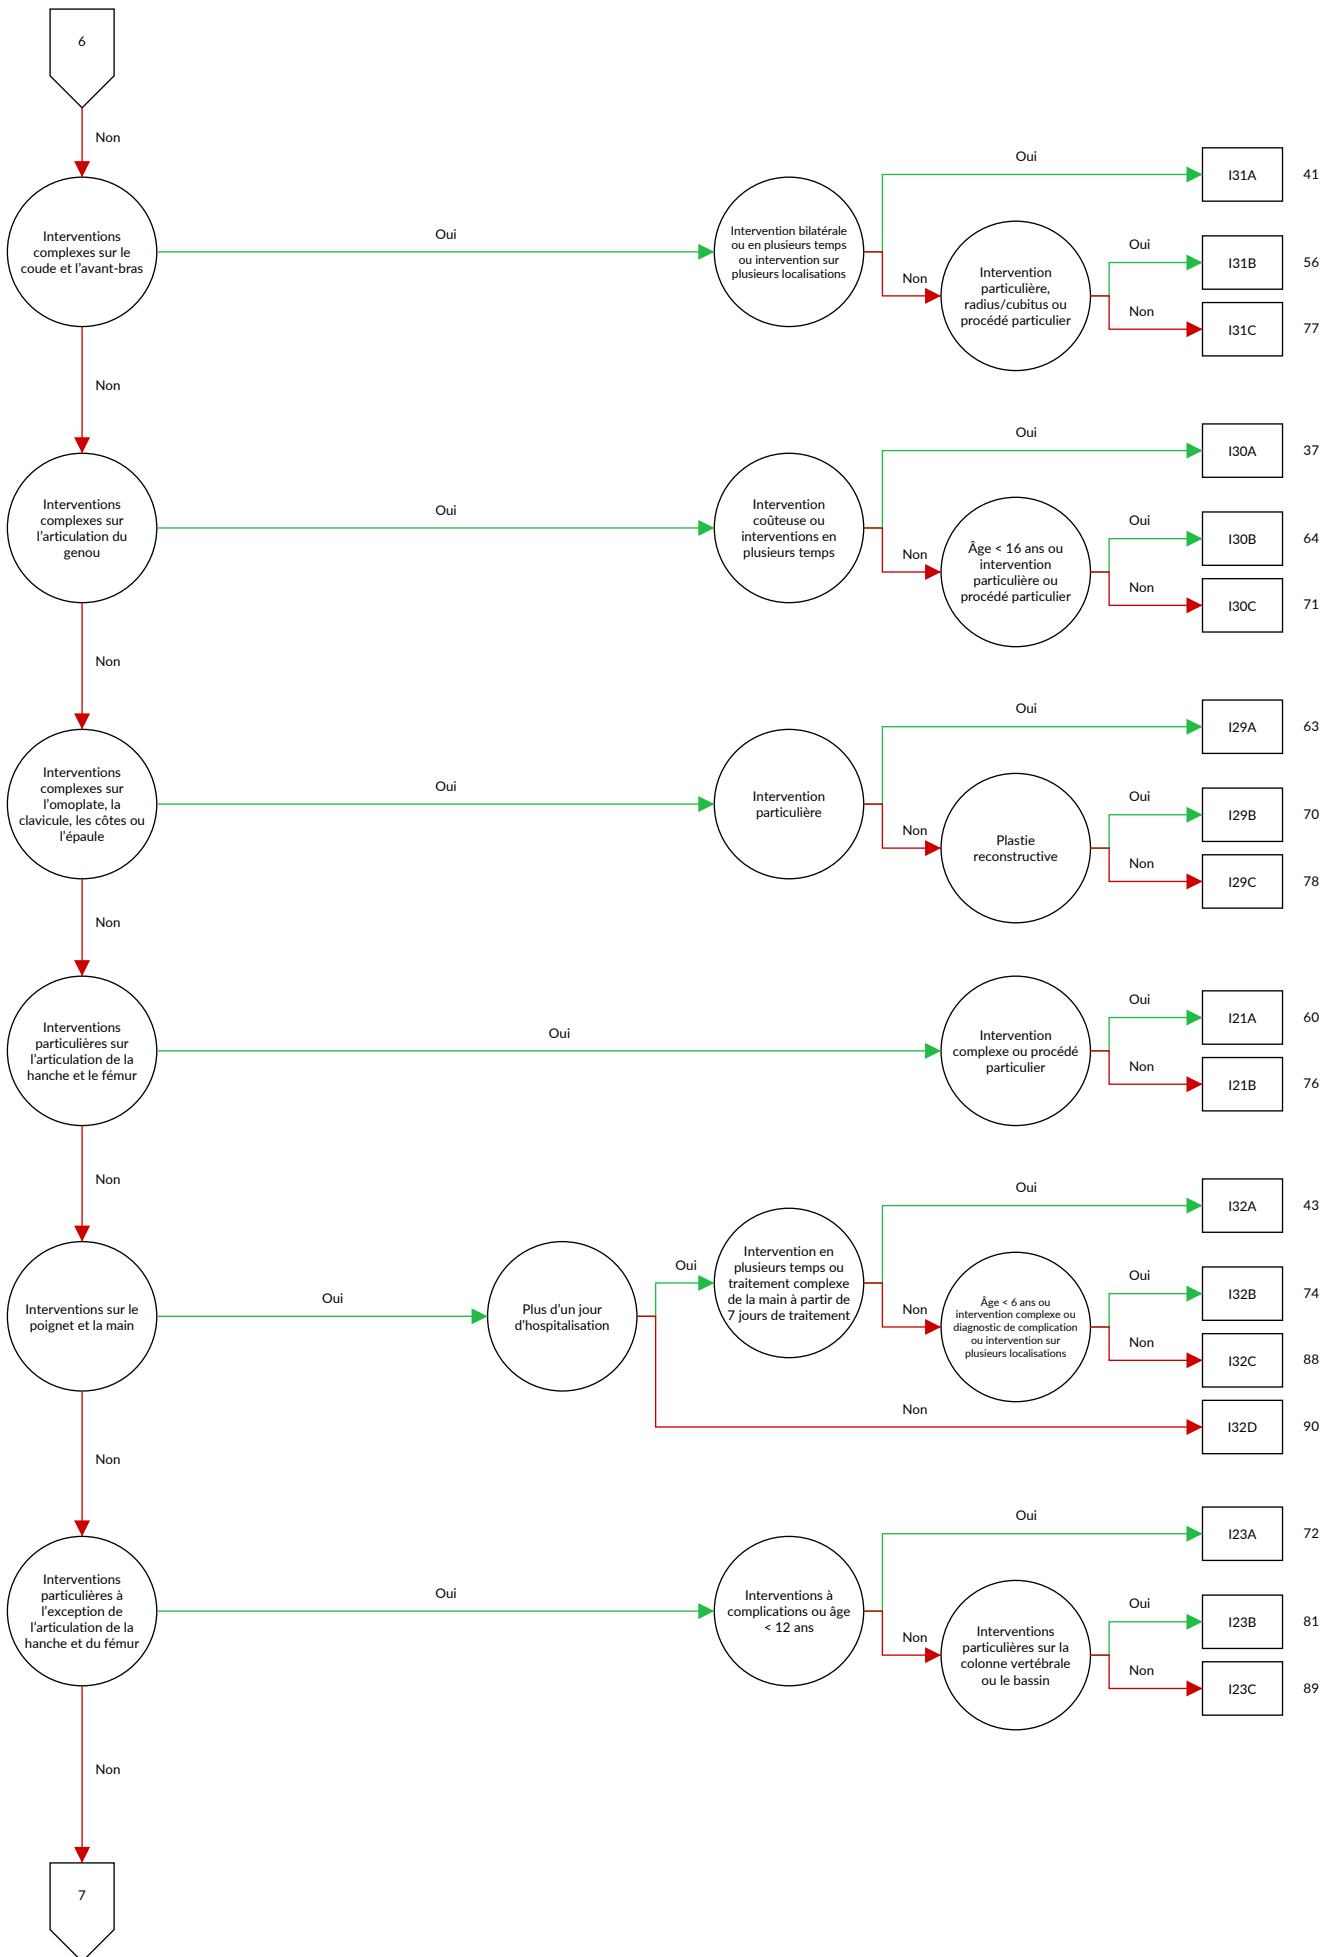 6
Non
Interventions
complexes sur le
coude et l'avant-bras
Oui
Intervention bilatérale
ou en plusieurs temps
ou intervention sur
plusieurs localisations
Oui
I31A
41
Non
Intervention
particulière,
radius/cubitus ou
procédé particulier
Oui
I31B
56
Non
I31C
77
Non
Interventions
complexes sur
l'articulation du
genou
Oui
Intervention
coûteuse ou
interventions en
plusieurs temps
Oui
I30A
37
Non
Âge < 16 ans ou
intervention
particulière ou
procédé particulier
Oui
I30B
64
Non
I30C
71
Non
Interventions
complexes sur
l'omoplate, la
clavicule, les côtes ou
l'épaule
Oui
Intervention
particulière
Oui
I29A
63
Non
Plastie
reconstructive
Oui
I29B
70
Non
I29C
78
Non
Interventions
particulières sur
l'articulation de la
hanche et le fémur
Oui
Intervention
complexe ou procédé
particulier
Oui
I21A
60
Non
I21B
76
Non
Interventions sur le
poignet et la main
Oui
Plus d'un jour
d'hospitalisation
Oui
Intervention en
plusieurs temps ou
traitement complexe
de la main à partir de
7 jours de traitement
Oui
I32A
43
Non
Âge < 6 ans ou
intervention complexe ou
diagnostic de complication
ou intervention sur
plusieurs localisations
Oui
I32B
74
Non
I32C
88
Non
I32D
90
Non
Interventions
particulières à
l'exception de
l'articulation de la
hanche et du fémur
Oui
Interventions à
complications ou âge
< 12 ans
Oui
I23A
72
Non
Interventions
particulières sur la
colonne vertébrale
ou le bassin
Oui
I23B
81
Non
I23C
89
Non
7